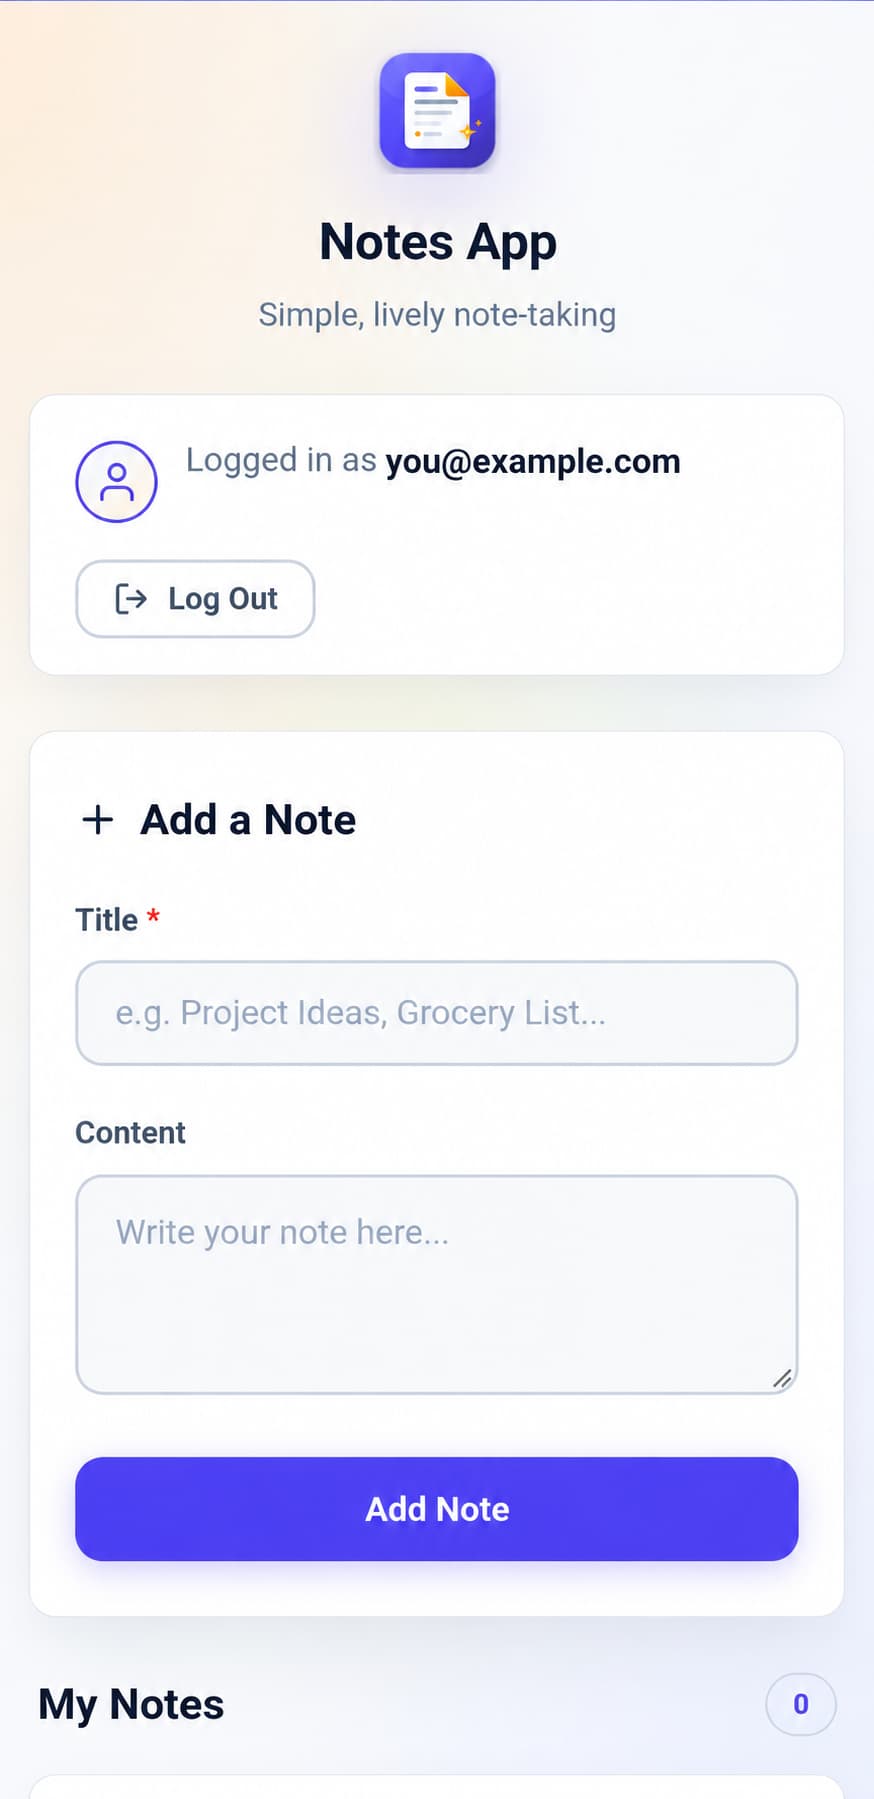 Notes App
Simple, lively note-taking
Logged in as you@example.com
Log Out
Add a Note
Title *
e.g. Project Ideas, Grocery List...
Content
Write your note here...
Add Note
My Notes
0